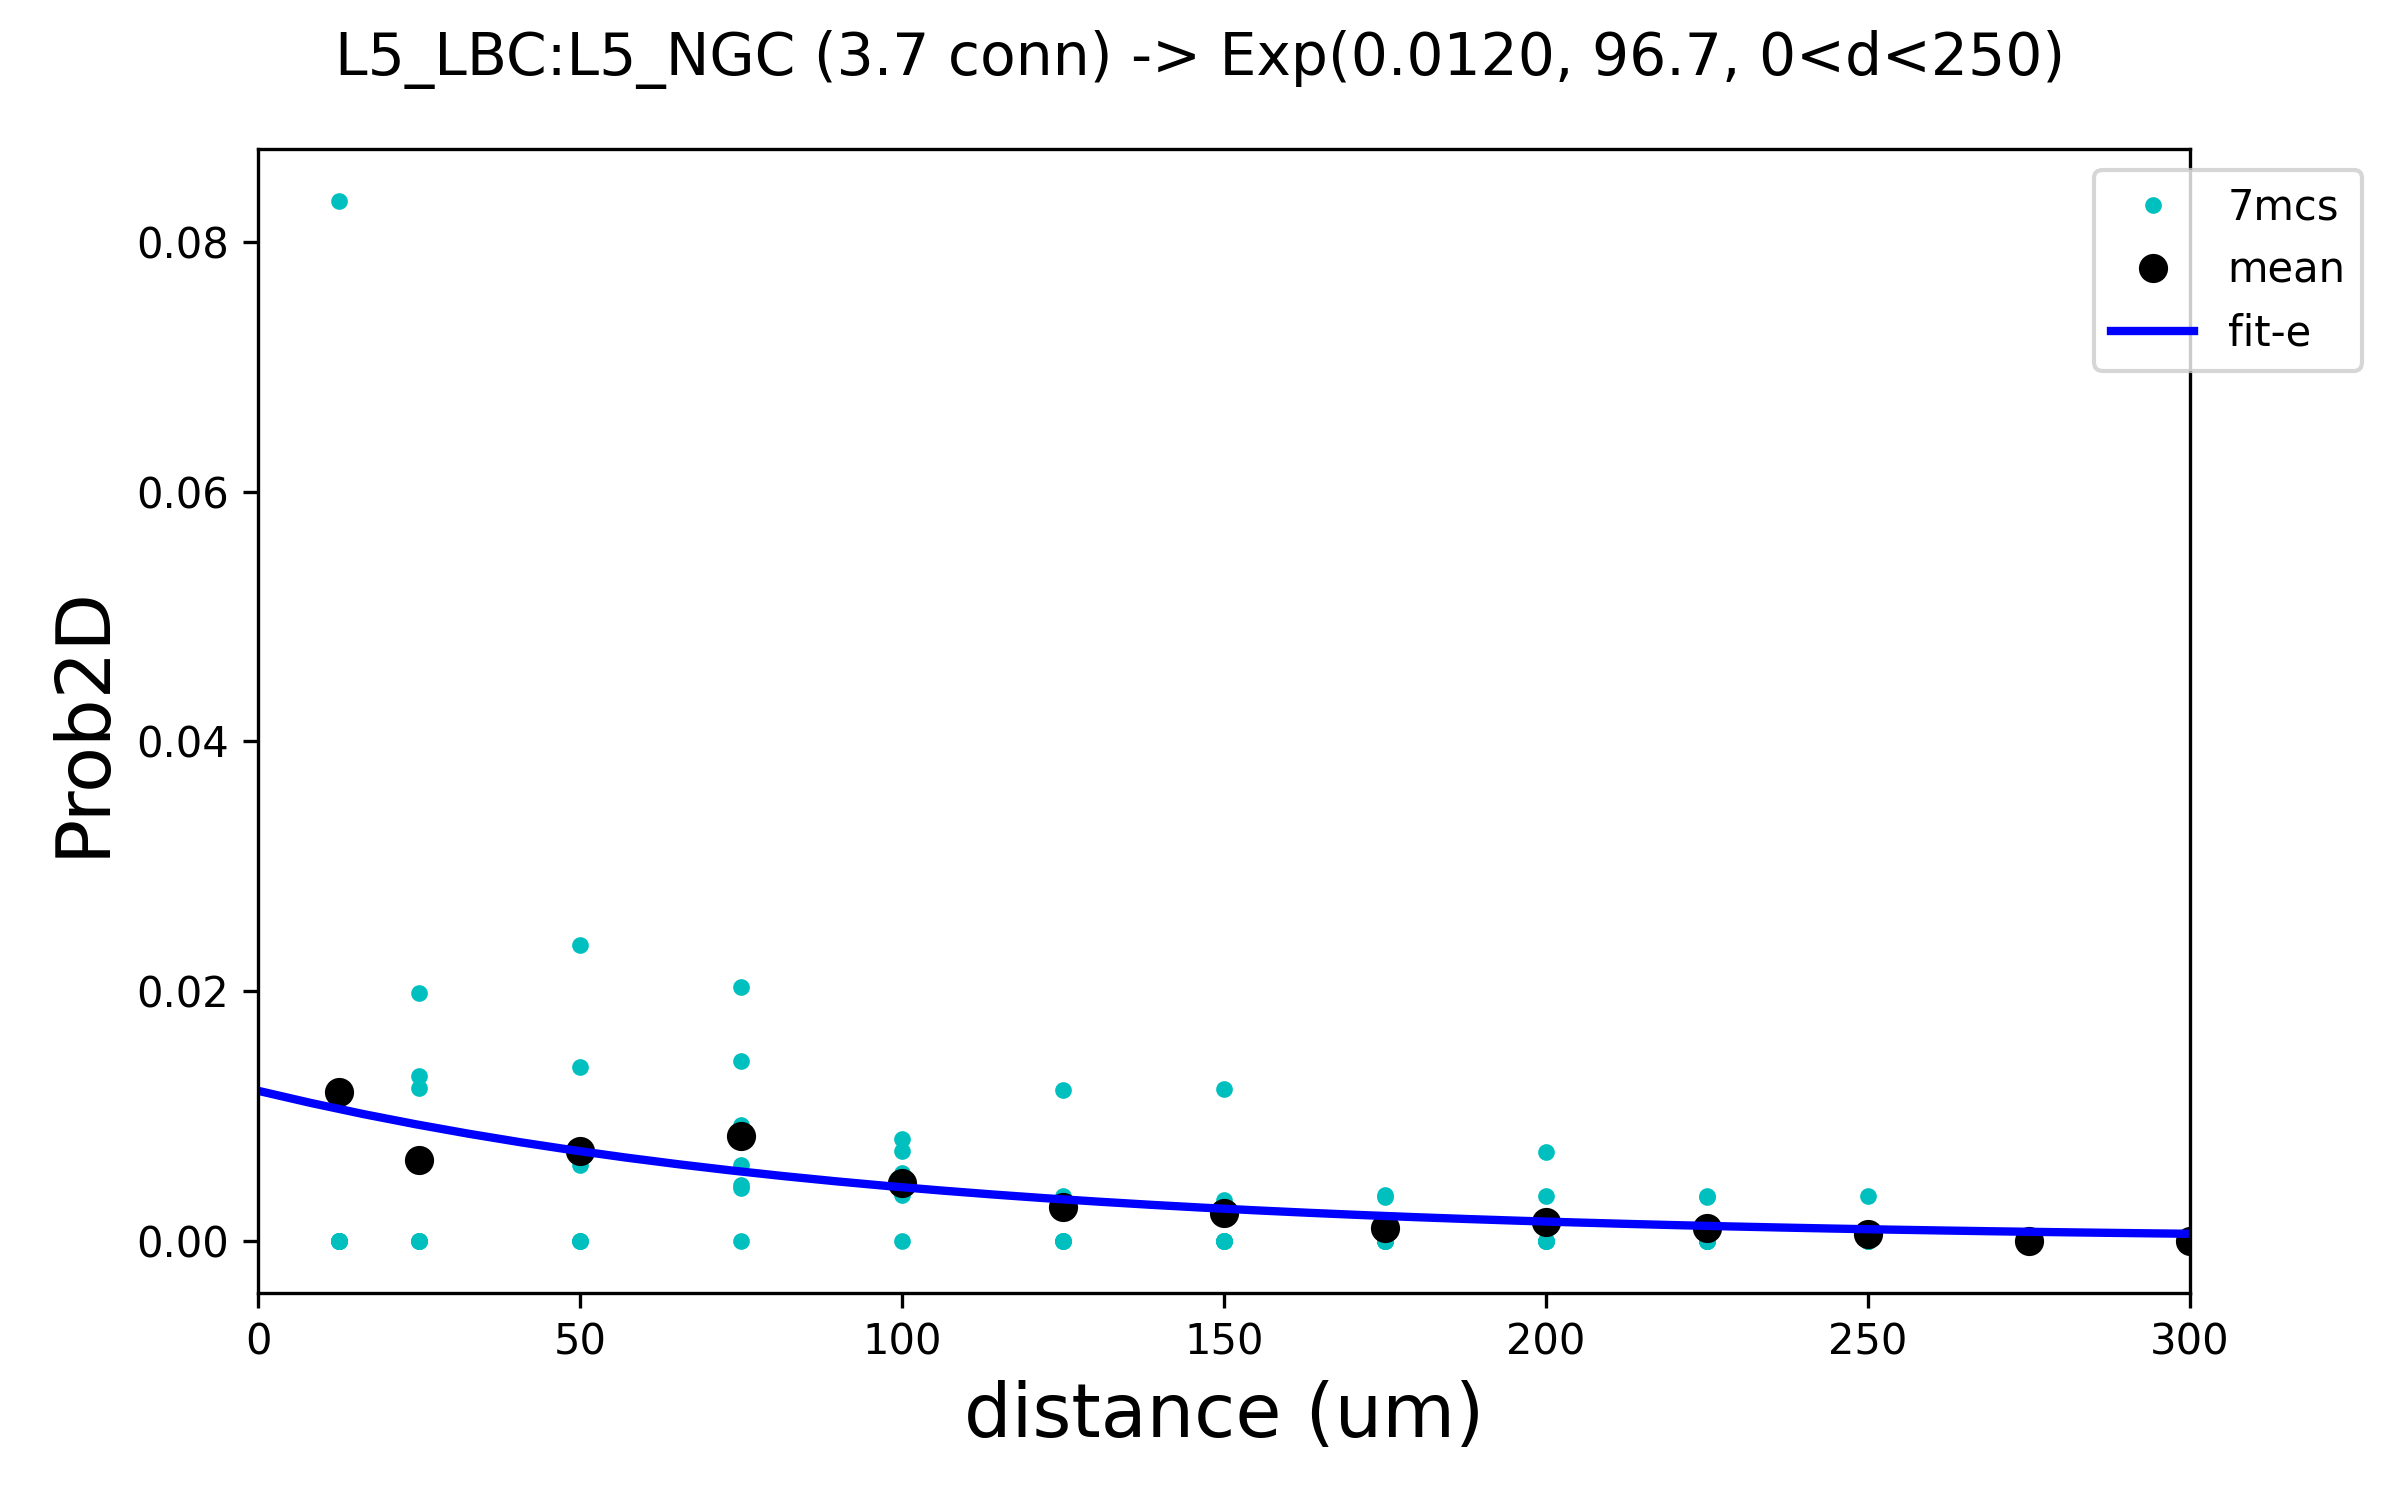 L5_LBC:L5_NGC (3.7 conn) -> Exp(0.0120, 96.7, 0<d<250)
7mcs
mean
fit-e
Prob2D
0.08
0.06
0.04
0.02
0.00
0 50 100 150 200 250 300
distance (um)